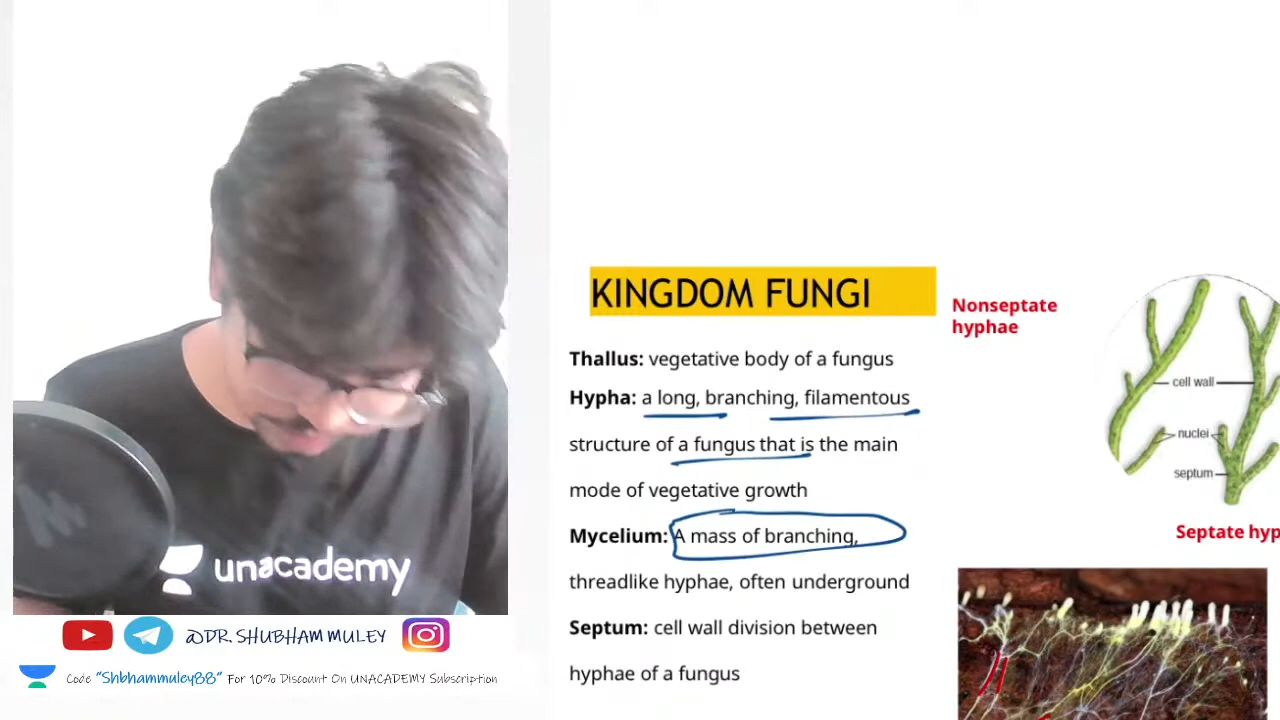 KINGDOM FUNGI
Nonseptate
hyphae
Thallus: vegetative body of a fungus
Hypha: a long, branching, filamentous
structure of a fungus that is the main
mode of vegetative growth
Mycelium: A mass of branching,
threadlike hyphae, often underground
Septum: cell wall division between
hyphae of a fungus
cell wall
nuclei
septum
Septate hyp
unacademy
@DR. SHUBHAM MULEY
Code "Shbhammuley88" For 10% Discount On UNACADEMY Subscription